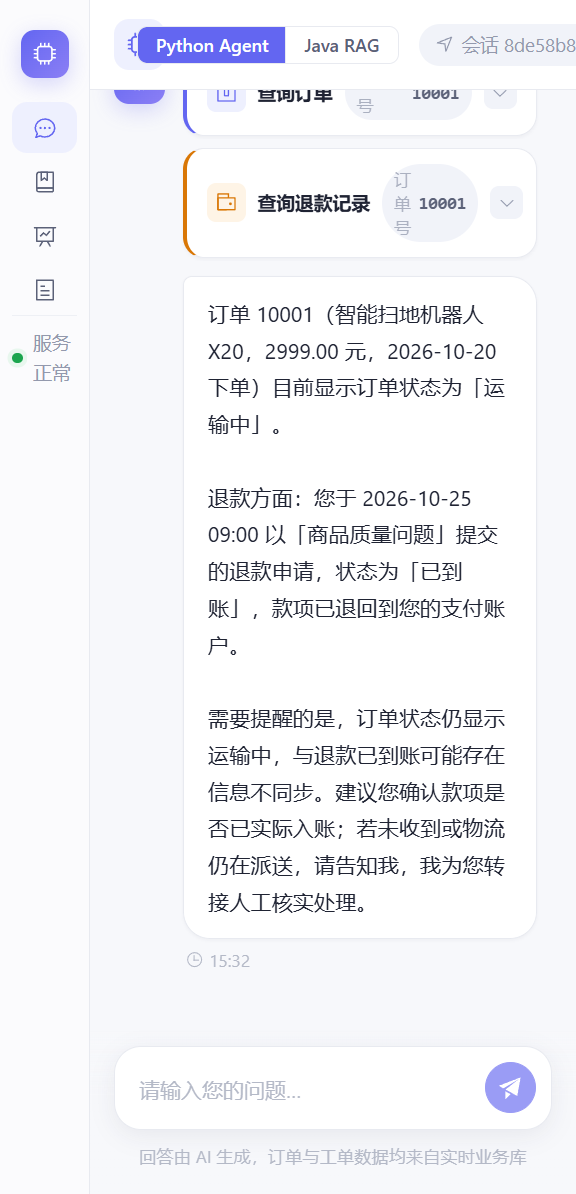 Python Agent
Java RAG
会话 8de58b8
服务
正常
查询订单
号
10001
查询退款记录
订
单
号
10001
订单 10001（智能扫地机器人
X20，2999.00 元，2026-10-20
下单）目前显示订单状态为「运
输中」。
退款方面：您于 2026-10-25
09:00 以「商品质量问题」提交
的退款申请，状态为「已到
账」，款项已退回到您的支付账
户。
需要提醒的是，订单状态仍显示
运输中，与退款已到账可能存在
信息不同步。建议您确认款项是
否已实际入账；若未收到或物流
仍在派送，请告知我，我为您转
接人工核实处理。
15:32
请输入您的问题...
回答由 AI 生成，订单与工单数据均来自实时业务库